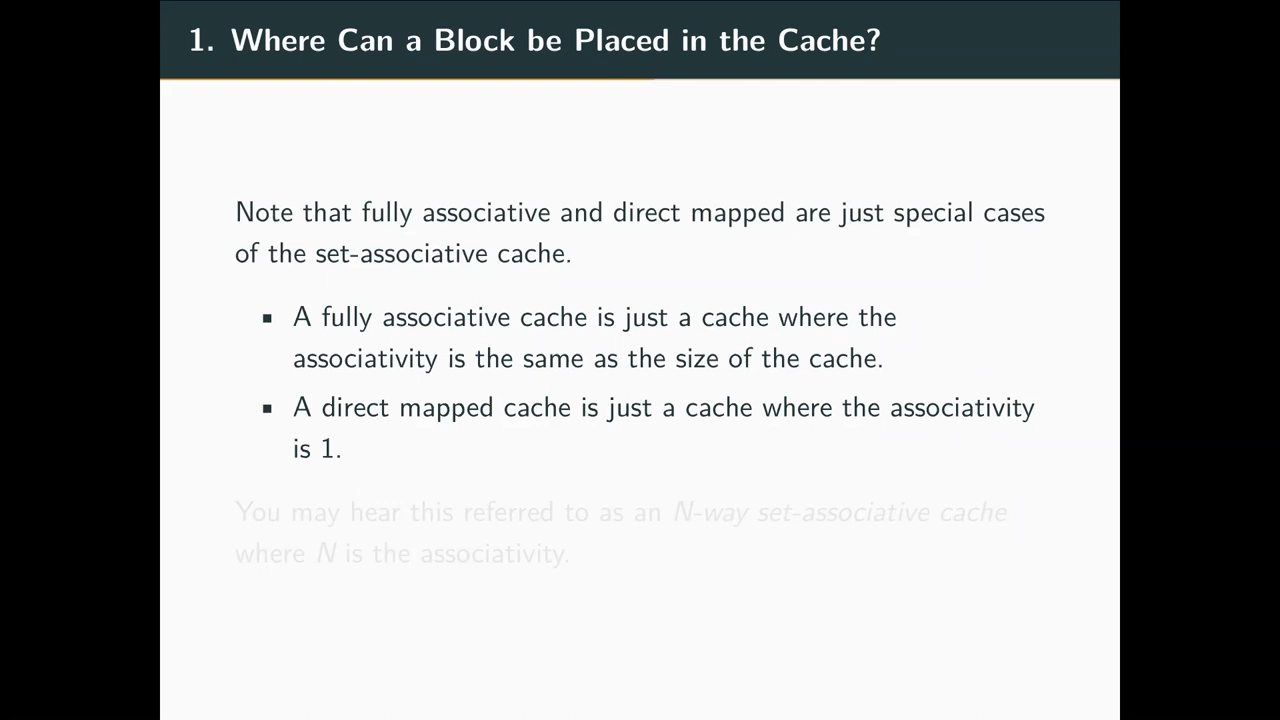 1. Where Can a Block be Placed in the Cache?
Note that fully associative and direct mapped are just special cases
of the set-associative cache.
▪ A fully associative cache is just a cache where the
associativity is the same as the size of the cache.
▪ A direct mapped cache is just a cache where the associativity
is 1.
You may hear this referred to as an N-way set-associative cache
where N is the associativity.